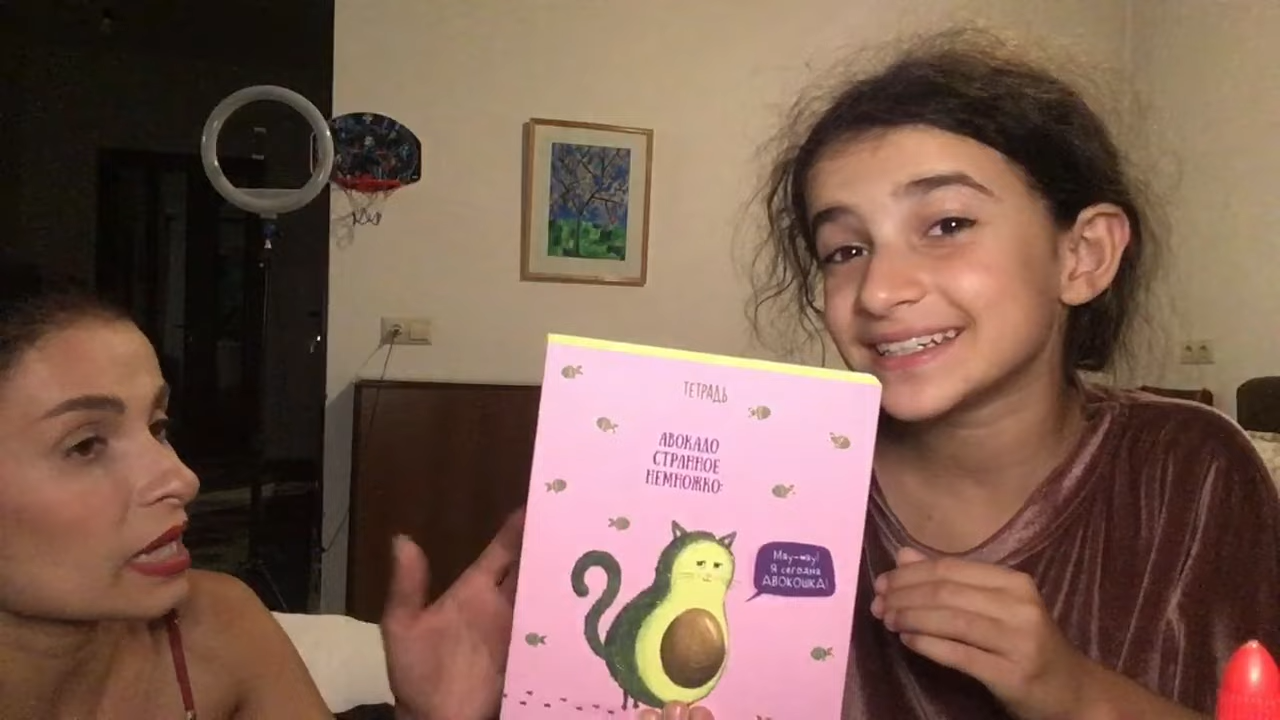 ТЕТРАДЬ
АВОКАДО
СТРАННОЕ
НЕМНОЖКО:
Мяу-мяу!
Я сегодня
АВОКОШКА!